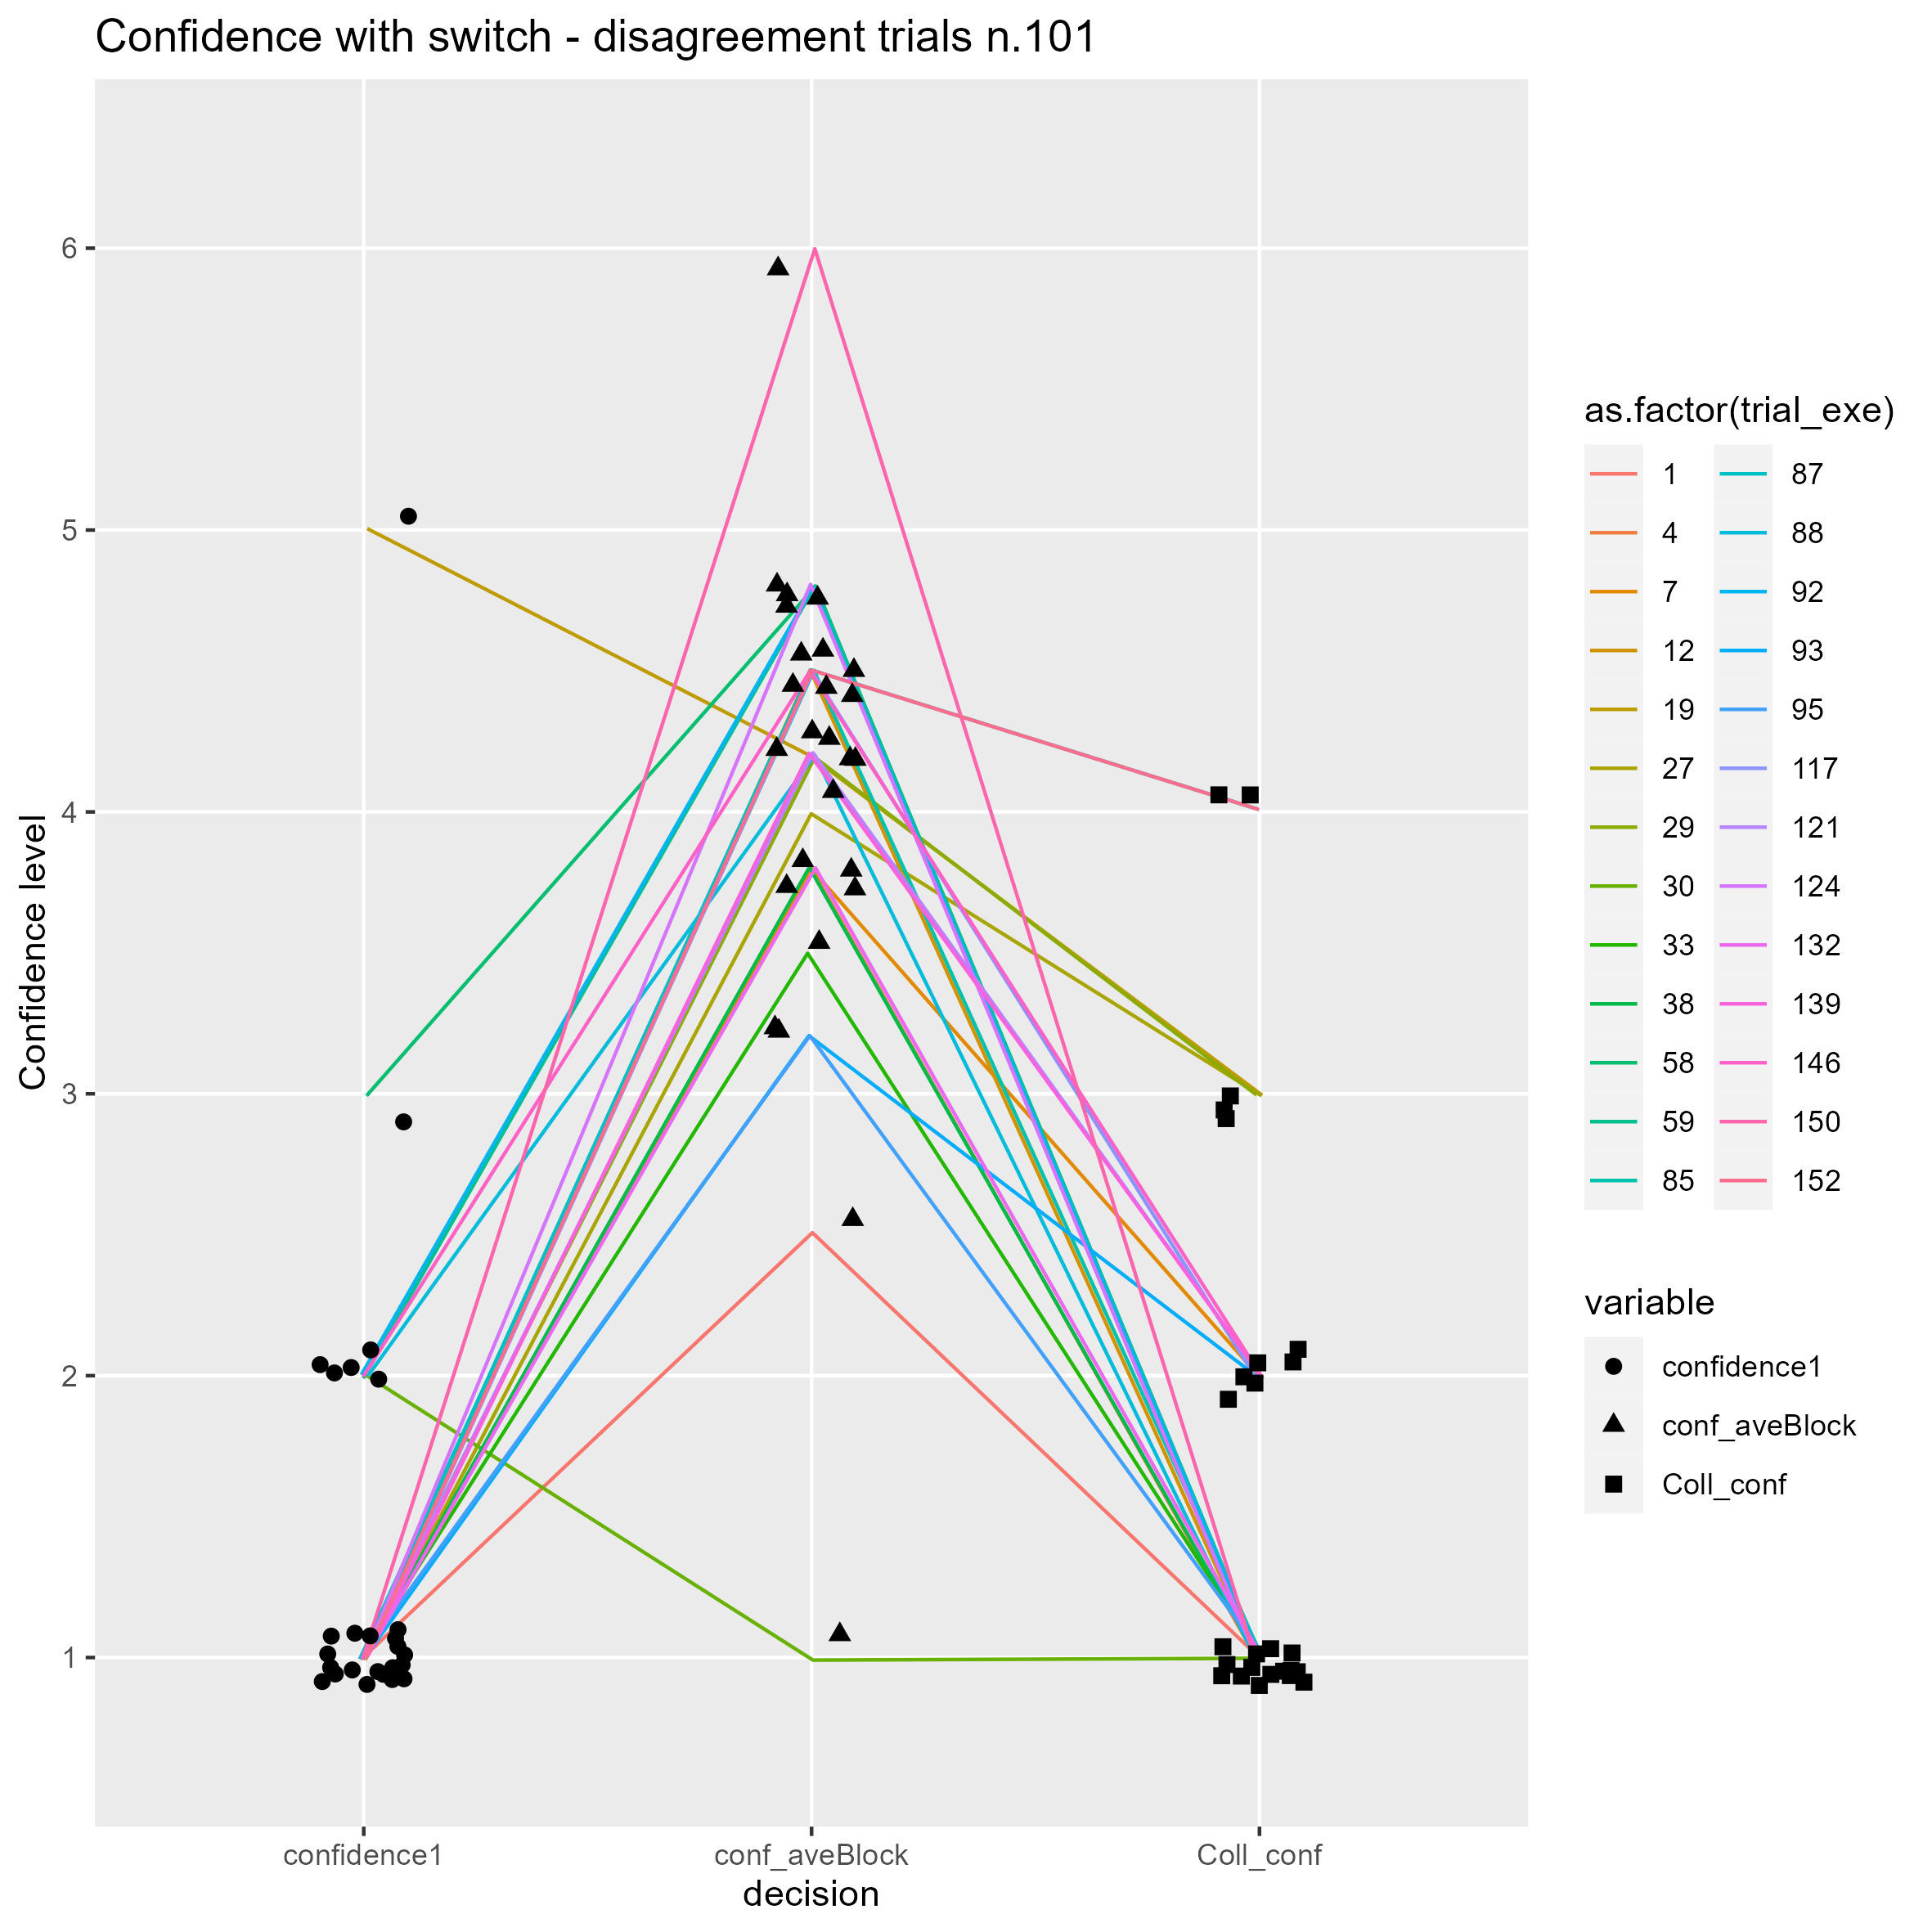 Confidence with switch - disagreement trials n.101
Confidence level
6
5
4
3
2
1
confidence1
conf_aveBlock
Coll_conf
decision
as.factor(trial_exe)
1
4
7
12
19
27
29
30
33
38
58
59
85
87
88
92
93
95
117
121
124
132
139
146
150
152
variable
confidence1
conf_aveBlock
Coll_conf